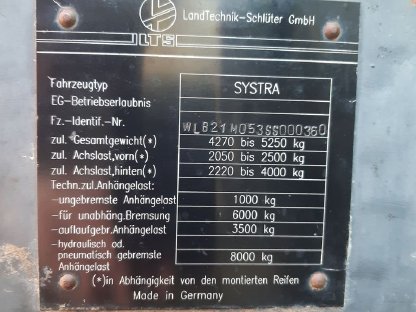 LandTechnik-Schlüter GmbH
LTS
Fahrzeugtyp SYSTRA
EG-Betriebserlaubnis
Fz.-Identif.-Nr. WLB21M053SS000360
zul. Gesamtgewicht(*) 4270 bis 5250 kg
zul. Achslast,vorn(*) 2050 bis 2500 kg
zul. Achslast,hinten(*) 2220 bis 4000 kg
Techn.zul.Anhängelast:
-ungebremste Anhängelast 1000 kg
-für unabhäng.Bremsung 6000 kg
-auflaufgebr.Anhängelast 3500 kg
-hydraulisch od.
pneumatisch gebremste 8000 kg
Anhängelast
(*)in Abhängigkeit von den montierten Reifen
Made in Germany